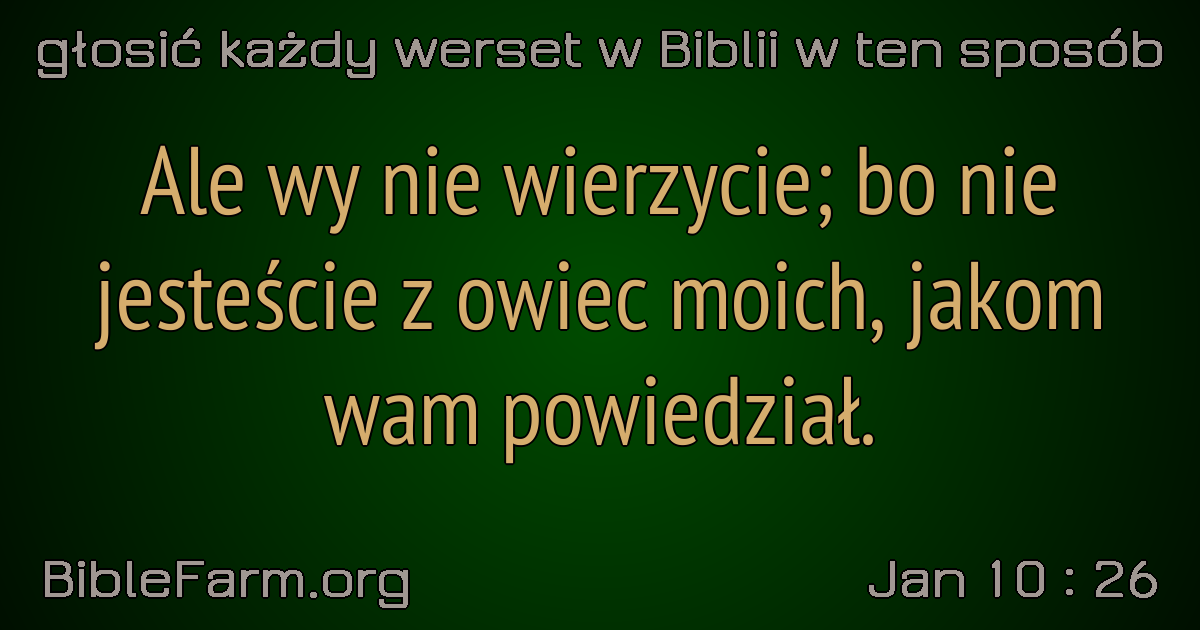 głosić każdy werset w Biblii w ten sposób
Ale wy nie wierzycie; bo nie
jesteście z owiec moich, jakom
wam powiedział.
BibleFarm.org
Jan 10 : 26